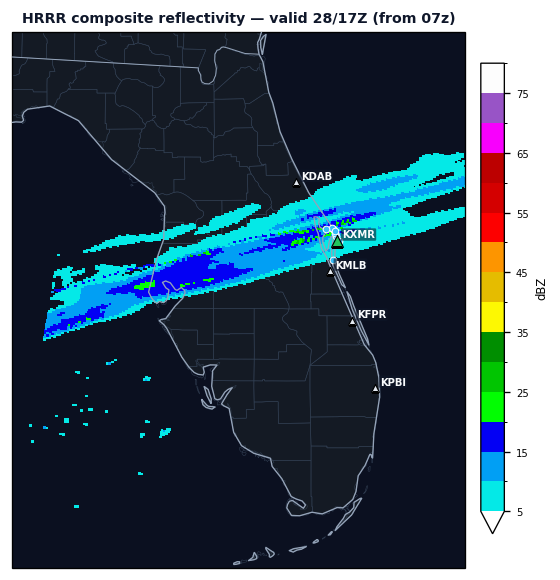 HRRR composite reflectivity — valid 28/17Z (from 07z)
KDAB
KXMR
KMLB
KFPR
KPBI
75
65
55
45
35
25
15
5
dBZ